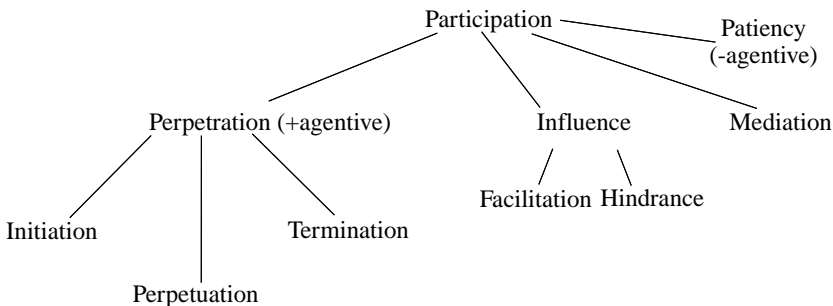 Participation
Patiency
(-agentive)
Perpetration (+agentive)
Influence
Mediation
Facilitation
Hindrance
Initiation
Termination
Perpetuation